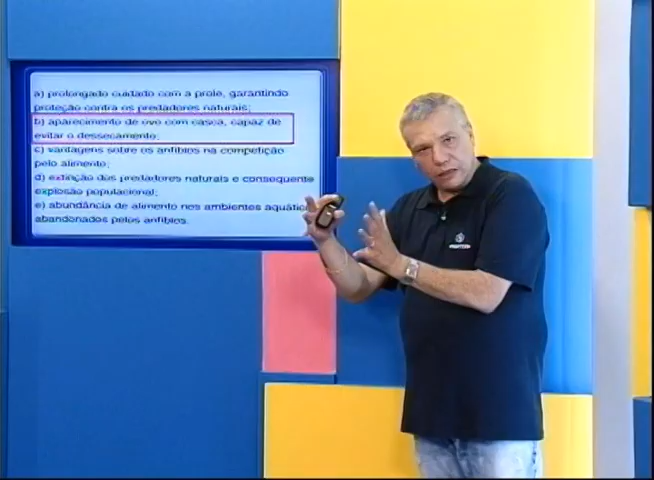 a) prolongado cuidado com a prole, garantindo
proteção contra os predadores naturais;
b) aparecimento de ovo com casca, capaz de
evitar o dessecamento;
c) vantagens sobre os anfíbios na competição
pelo alimento;
d) extinção dos predadores naturais e consequente
explosão populacional;
e) abundância de alimento nos ambientes
abandonados pelos anfíbios.